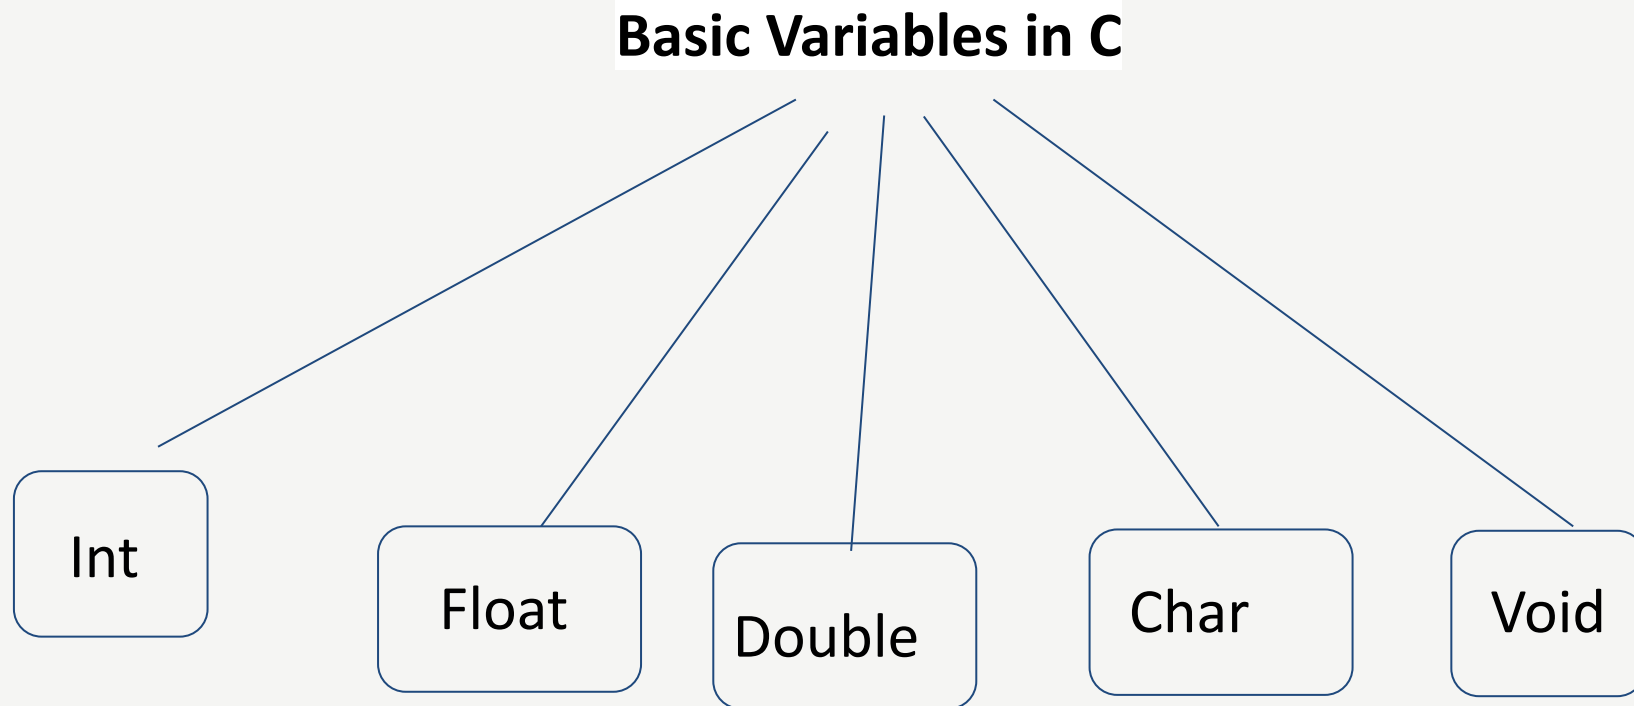 Basic Variables in C
Int
Float
Double
Char
Void